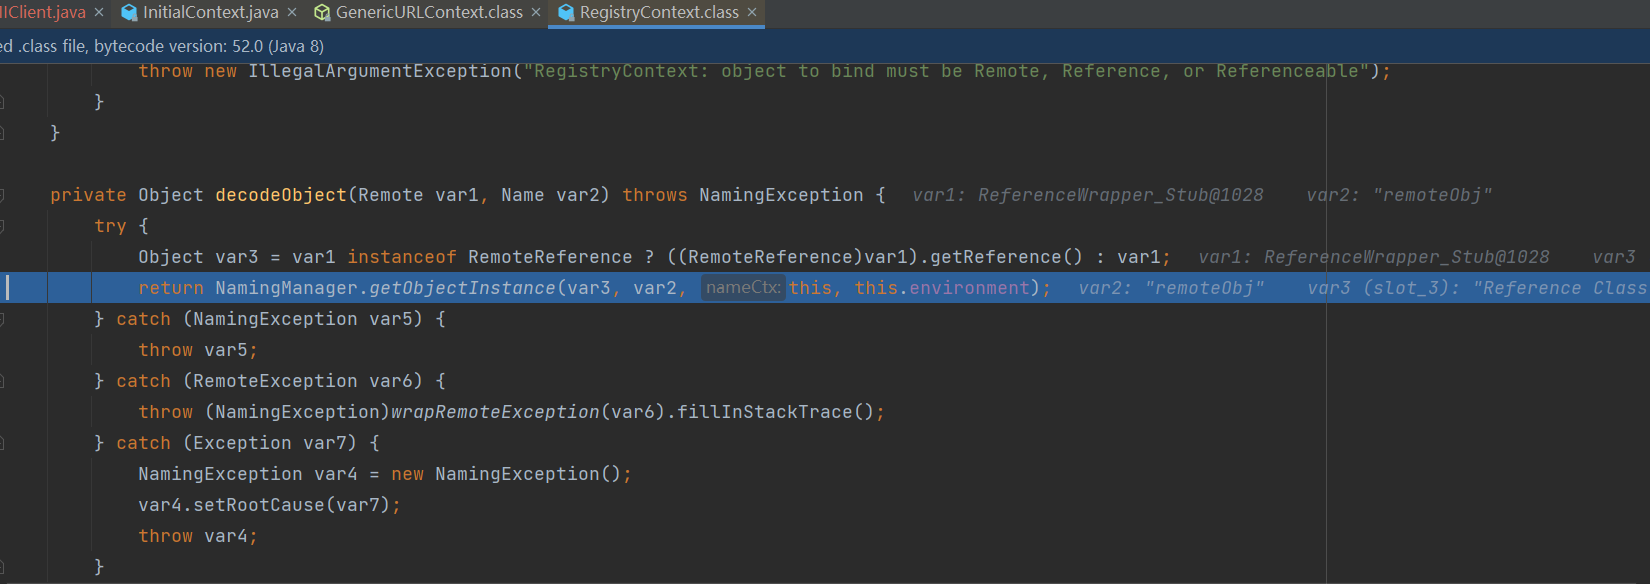 IIClient.java × InitialContext.java × GenericURLContext.class × RegistryContext.class ×
ed .class file, bytecode version: 52.0 (Java 8)
throw new IllegalArgumentException("RegistryContext: object to bind must be Remote, Reference, or Referenceable");
}
}
private Object decodeObject(Remote var1, Name var2) throws NamingException { var1: ReferenceWrapper_Stub@1028 var2: "remoteObj"
try {
Object var3 = var1 instanceof RemoteReference ? ((RemoteReference)var1).getReference() : var1; var1: ReferenceWrapper_Stub@1028 var3
return NamingManager.getObjectInstance(var3, var2, nameCtx: this, this.environment); var2: "remoteObj" var3 (slot_3): "Reference Class
} catch (NamingException var5) {
throw var5;
} catch (RemoteException var6) {
throw (NamingException)wrapRemoteException(var6).fillInStackTrace();
} catch (Exception var7) {
NamingException var4 = new NamingException();
var4.setRootCause(var7);
throw var4;
}